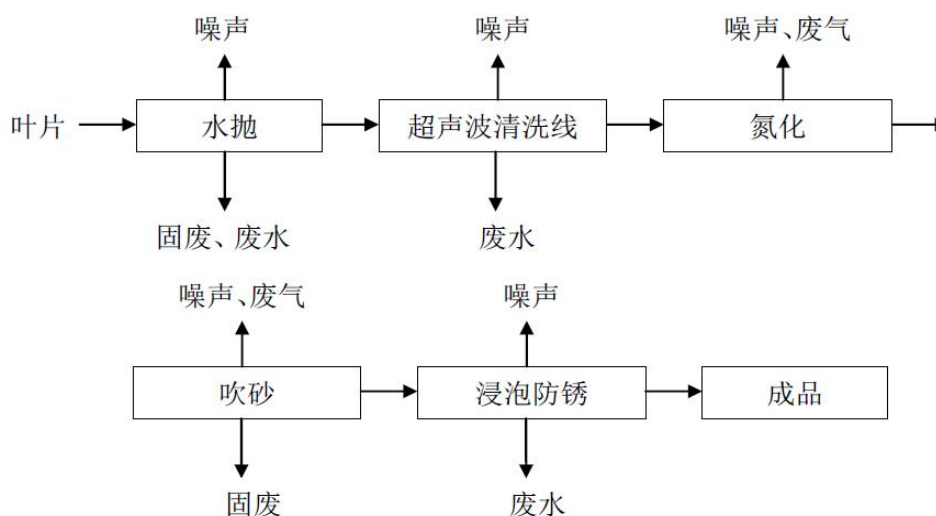 噪声
噪声
噪声、废气
叶片
水抛
超声波清洗线
氮化
固废、废水
废水
噪声、废气
噪声
吹砂
浸泡防锈
成品
固废
废水